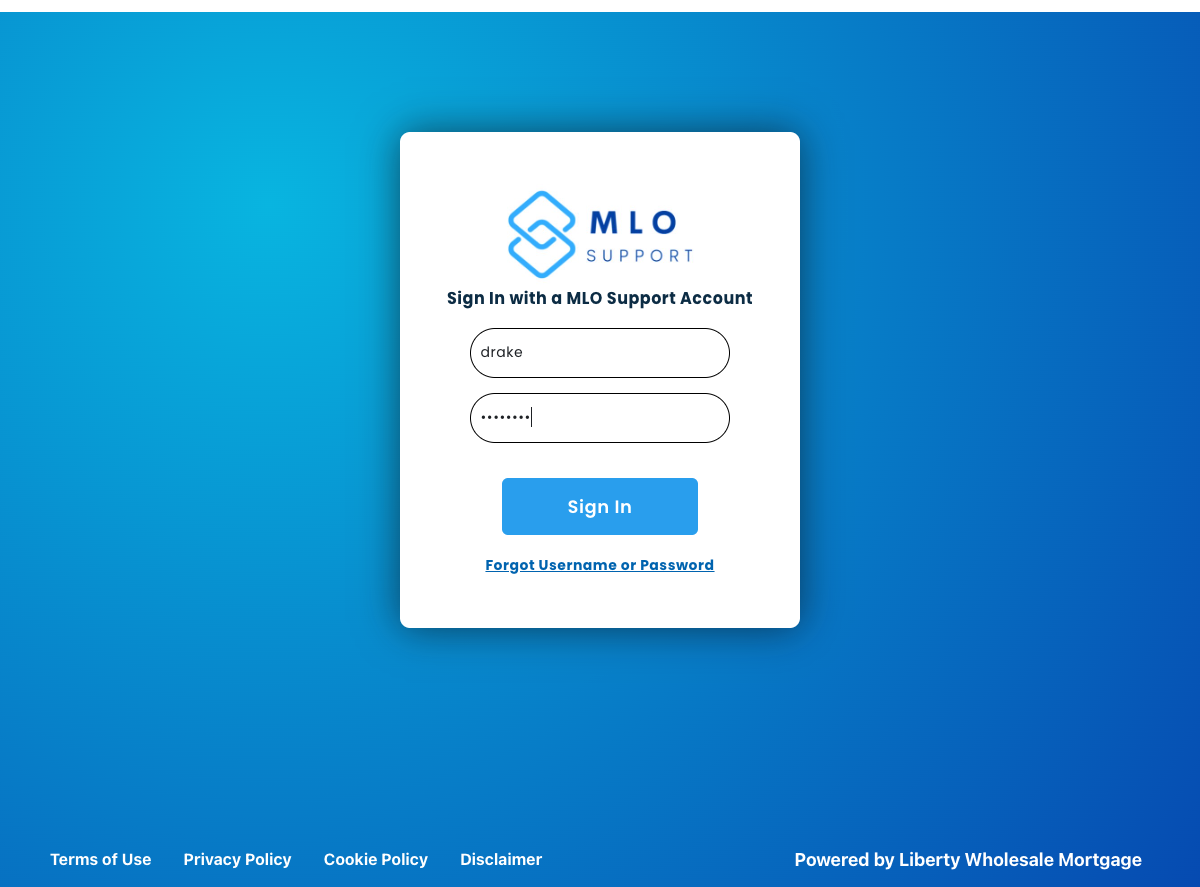 MLO
SUPPORT
Sign In with a MLO Support Account
drake
••••••••
Sign In
Forgot Username or Password
Terms of Use Privacy Policy Cookie Policy Disclaimer Powered by Liberty Wholesale Mortgage